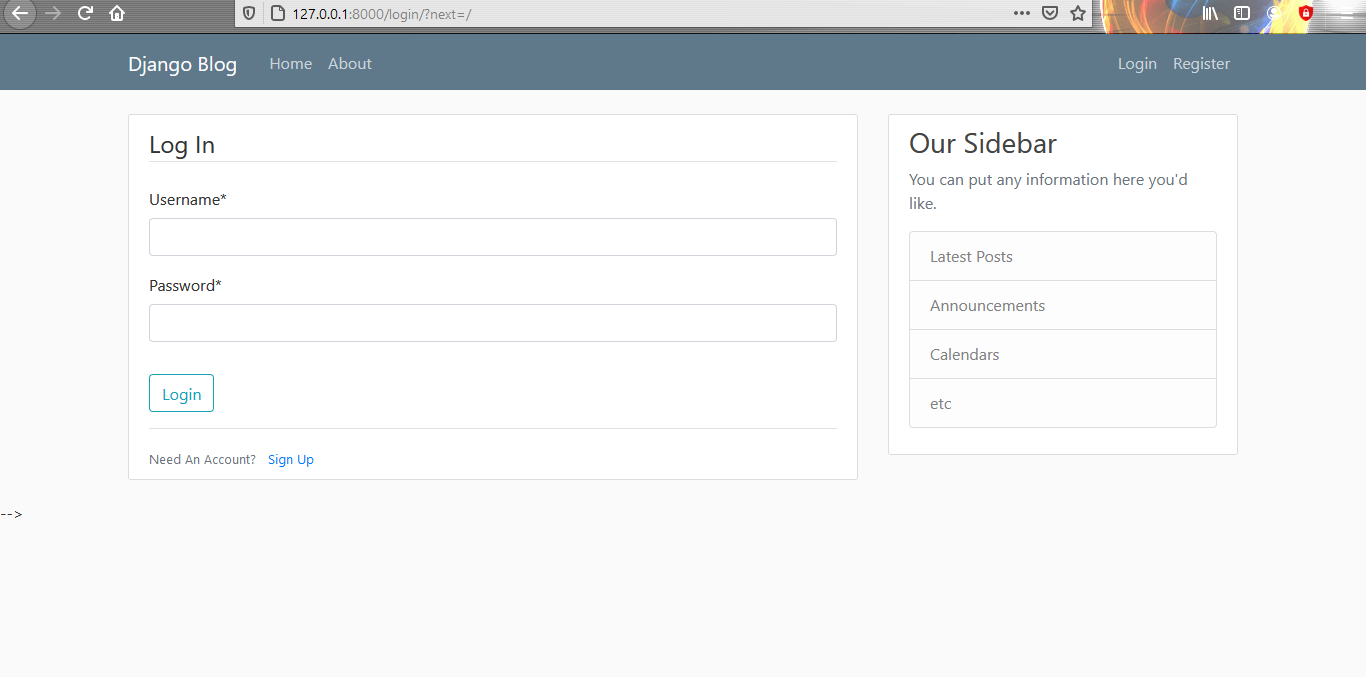 127.0.0.1:8000/login/?next=/
Django Blog Home About Login Register
Log In
Username*
Password*
Login
Need An Account? Sign Up
Our Sidebar
You can put any information here you'd
like.
Latest Posts
Announcements
Calendars
etc
-->